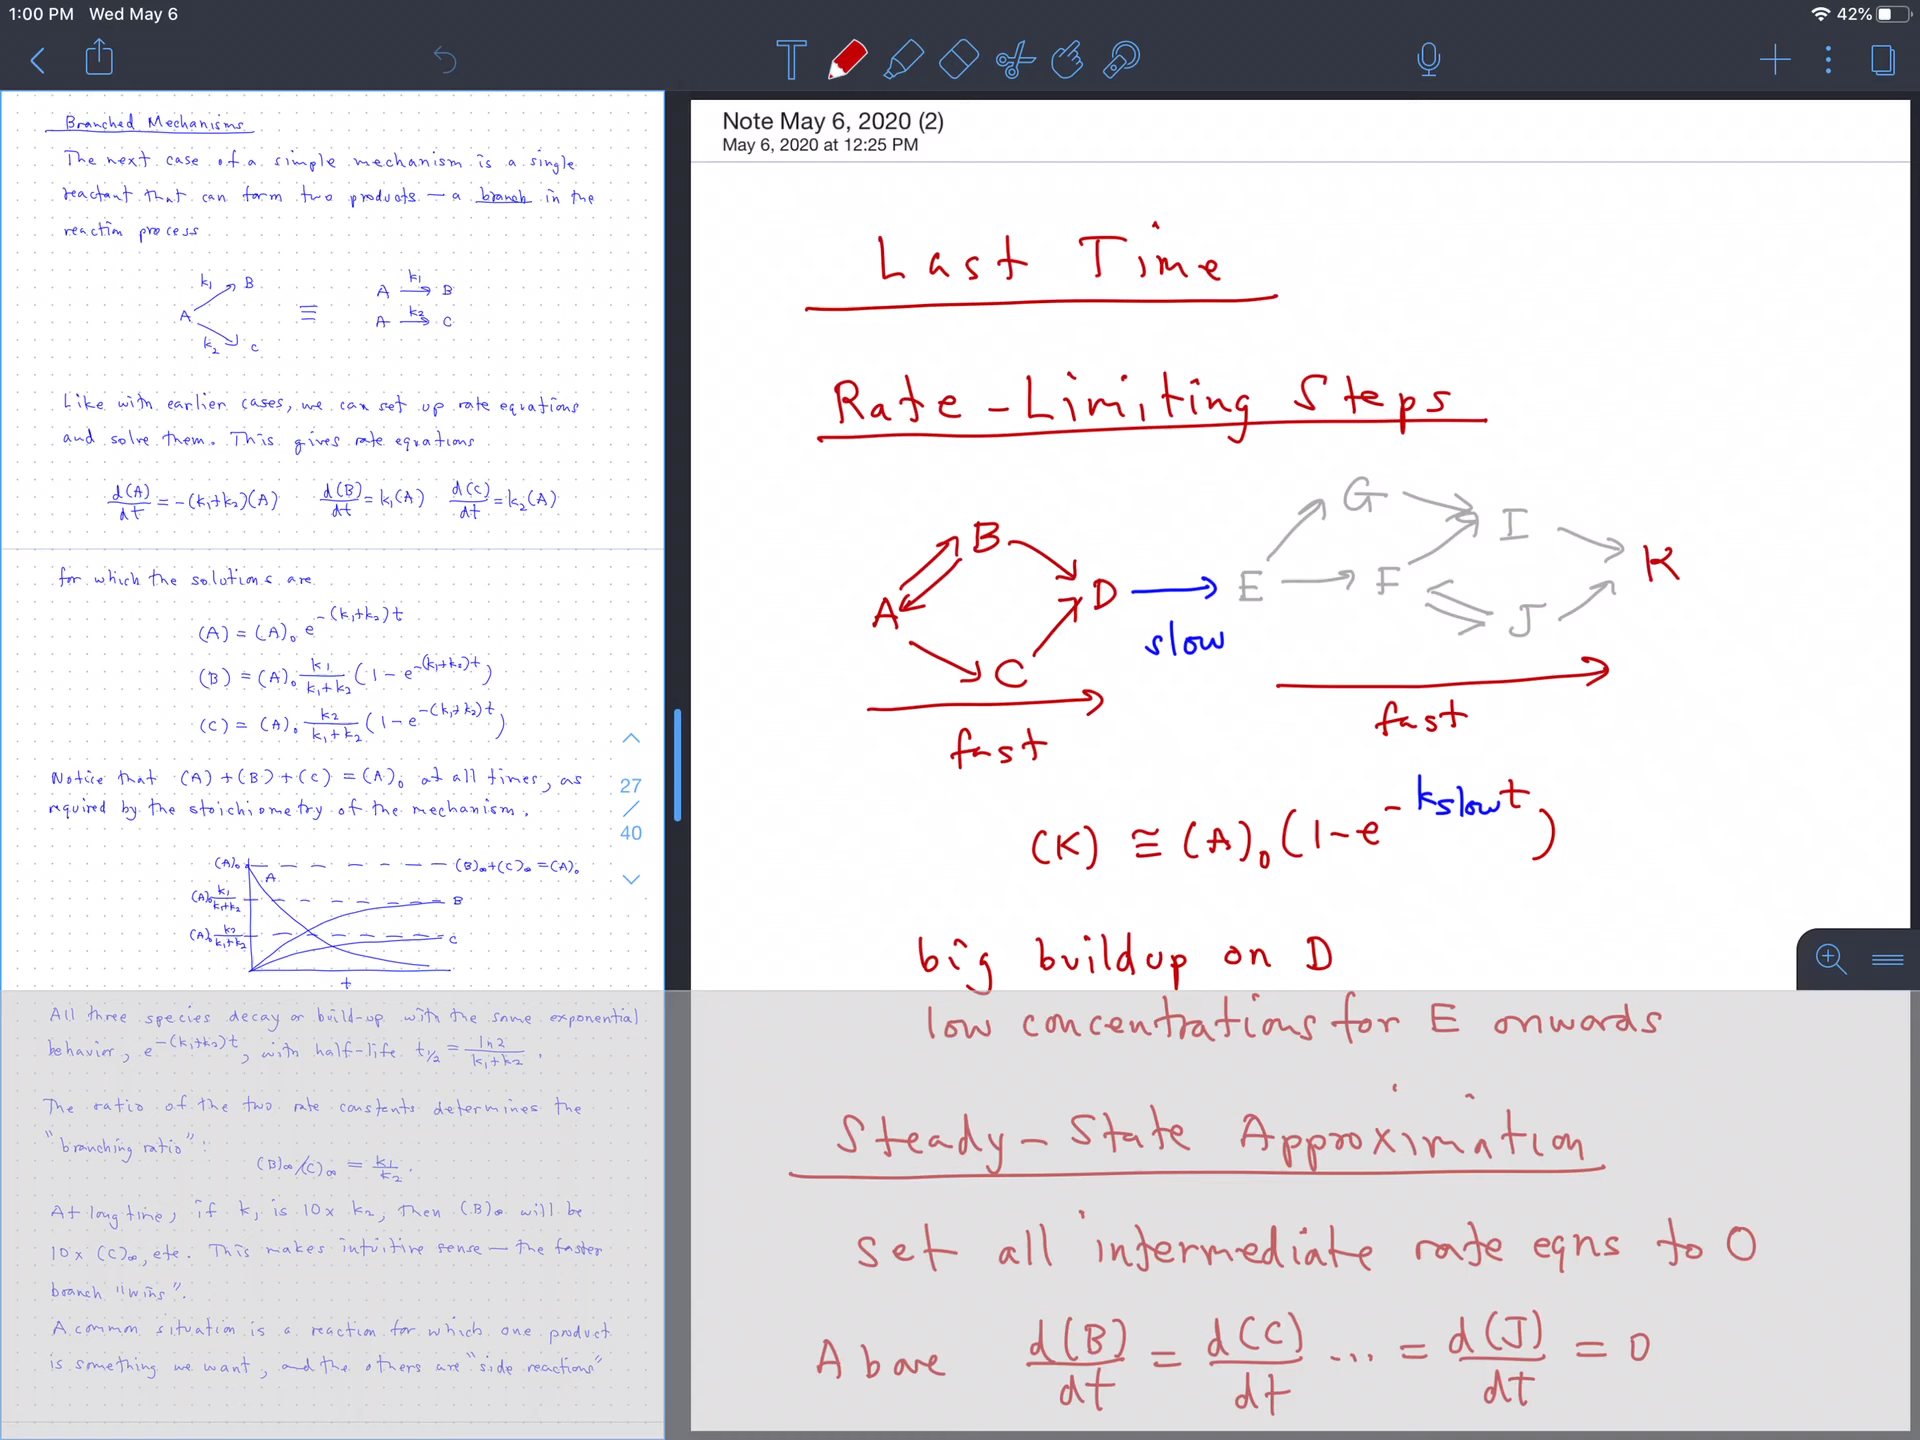 1:00 PM Wed May 6
42%
Branched Mechanisms
The next case of a simple mechanism is a single
reactant that can form two products — a branch in the
reaction process
A k₁ B
k₂ C
≡
A k₁→ B
A k₂→ C
Like with earlier cases, we can set up rate equations
and solve them. This gives rate equations
d(A)/dt = -(k₁+k₂)(A) d(B)/dt = k₁(A) d(C)/dt = k₂(A)
for which the solutions are
(A) = (A)₀ e^-(k₁+k₂)t
(B) = (A)₀ k₁/(k₁+k₂) (1 - e^-(k₁+k₂)t)
(C) = (A)₀ k₂/(k₁+k₂) (1 - e^-(k₁+k₂)t)
Notice that (A) + (B) + (C) = (A)₀ at all times, as
required by the stoichiometry of the mechanism.
27
/
40
(A)₀ A (B)∞+(C)∞ = (A)₀
(A)₀ k₁/(k₁+k₂) B
(A)₀ k₂/(k₁+k₂) C
t
All three species decay or build-up with the same exponential
behavior, e^-(k₁+k₂)t, with half-life t½ = ln2/(k₁+k₂).
The ratio of the two rate constants determines the
"branching ratio":
(B)∞/(C)∞ = k₁/k₂.
At long time, if k₁ is 10x k₂, then (B)∞ will be
10x (C)∞, etc. This makes intuitive sense — the faster
branch "wins".
A common situation is a reaction for which one product
is something we want, and the others are "side reactions"
Note May 6, 2020 (2)
May 6, 2020 at 12:25 PM
Last Time
Rate-Limiting Steps
A B C D slow E G F I J K
fast
fast
(K) ≅ (A)₀ (1 - e^-kslow t)
big buildup on D
low concentrations for E onwards
Steady-State Approximation
set all intermediate rate eqns to 0
Above d(B)/dt = d(C)/dt ... = d(J)/dt = 0